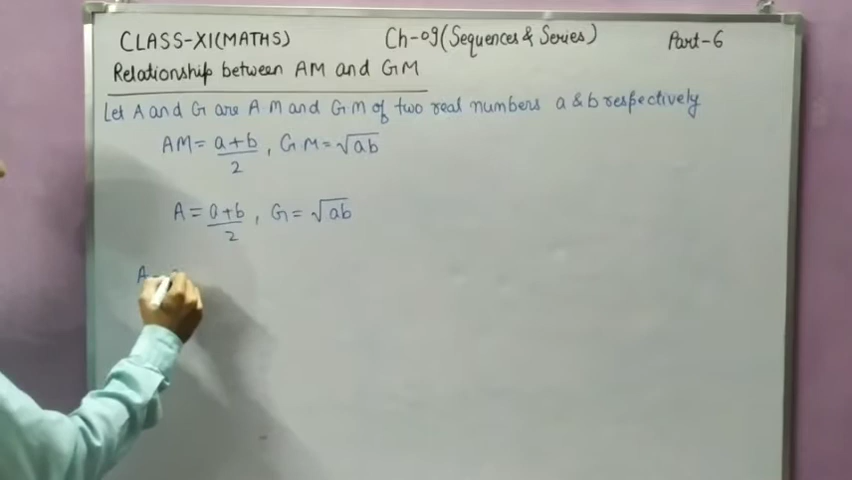 CLASS-XI(MATHS) Ch-09(Sequences & Series) Part-6
Relationship between AM and GM
Let A and G are A M and G M of two real numbers a & b respectively
AM = a+b/2 , G M = √ab
A = a+b/2 , G = √ab
A -